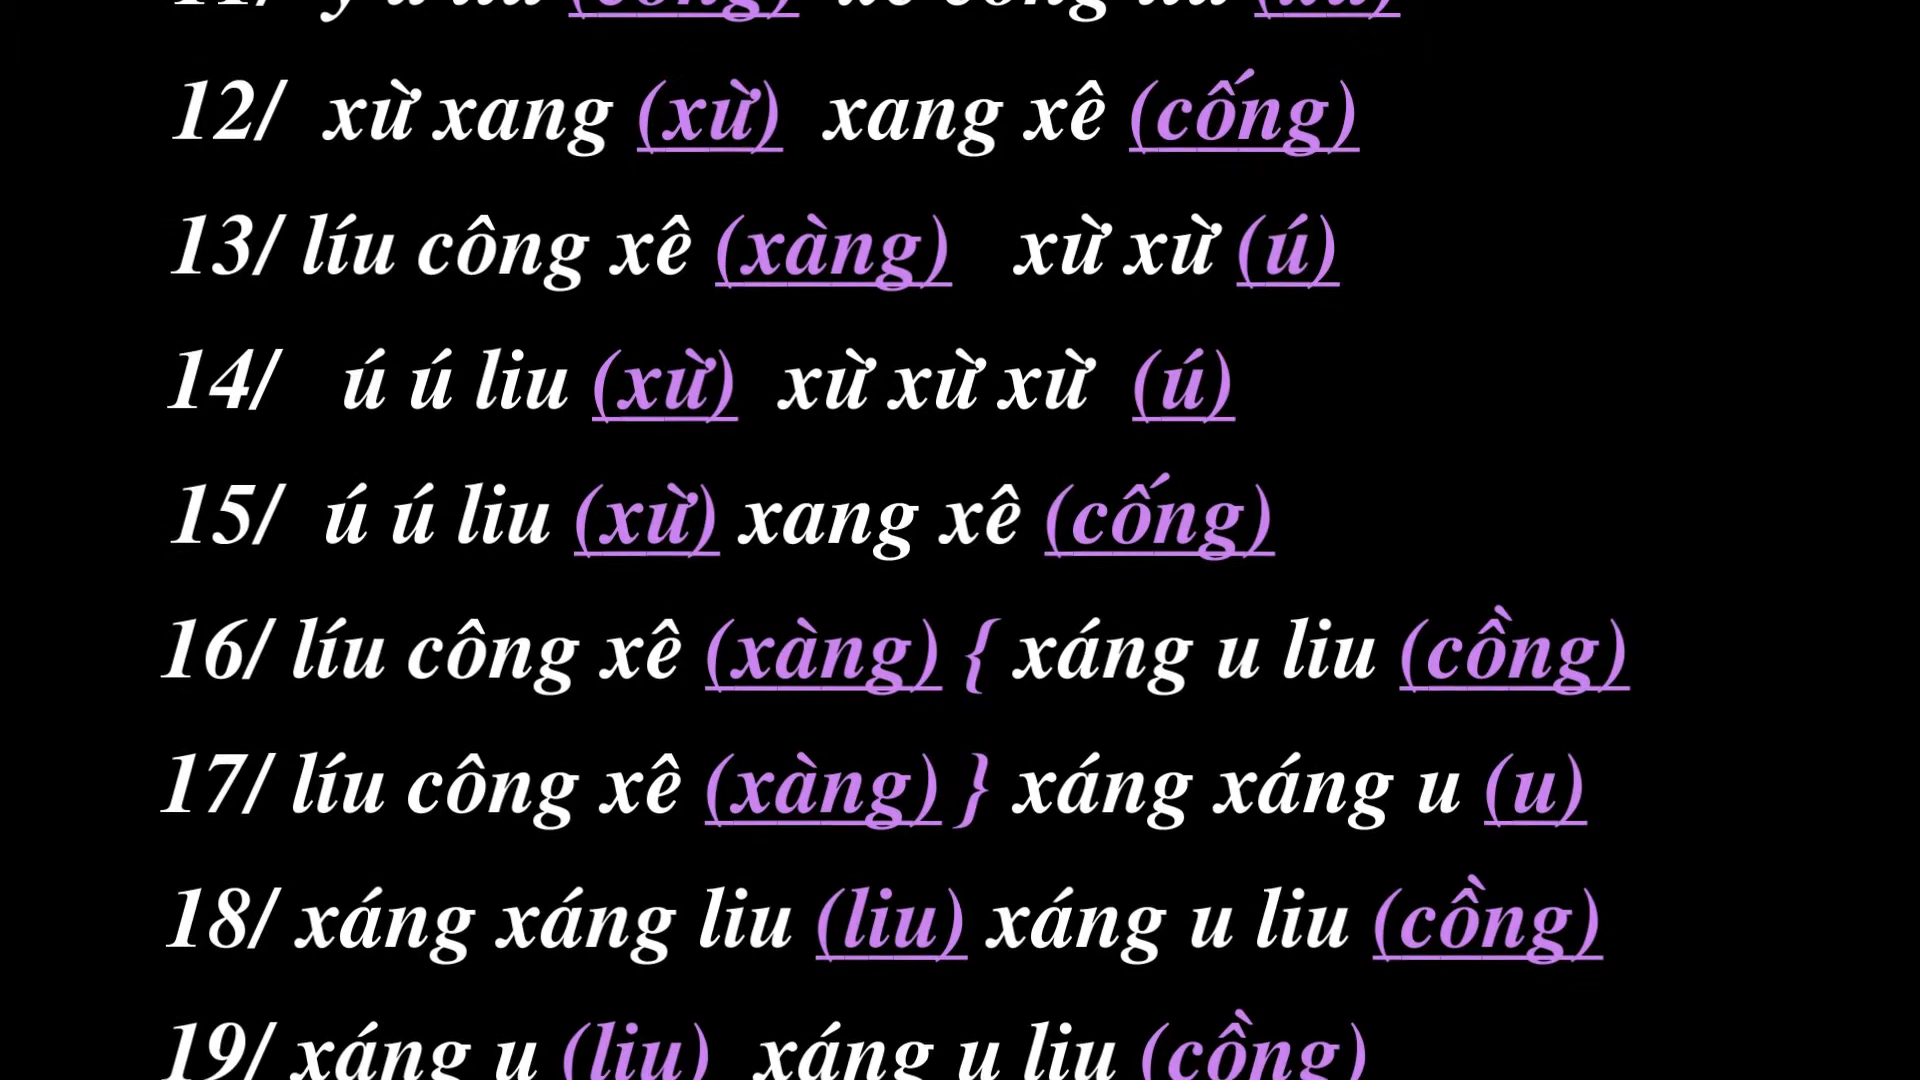 12/ xừ xang (xừ) xang xê (cống)
13/ líu công xê (xàng) xừ xừ (ú)
14/ ú ú liu (xừ) xừ xừ xừ (ú)
15/ ú ú liu (xừ) xang xê (cống)
16/ líu công xê (xàng) { xáng u liu (cồng)
17/ líu công xê (xàng) } xáng xáng u (u)
18/ xáng xáng liu (liu) xáng u liu (cồng)
19/ xáng u (liu) xáng u liu (cồng)